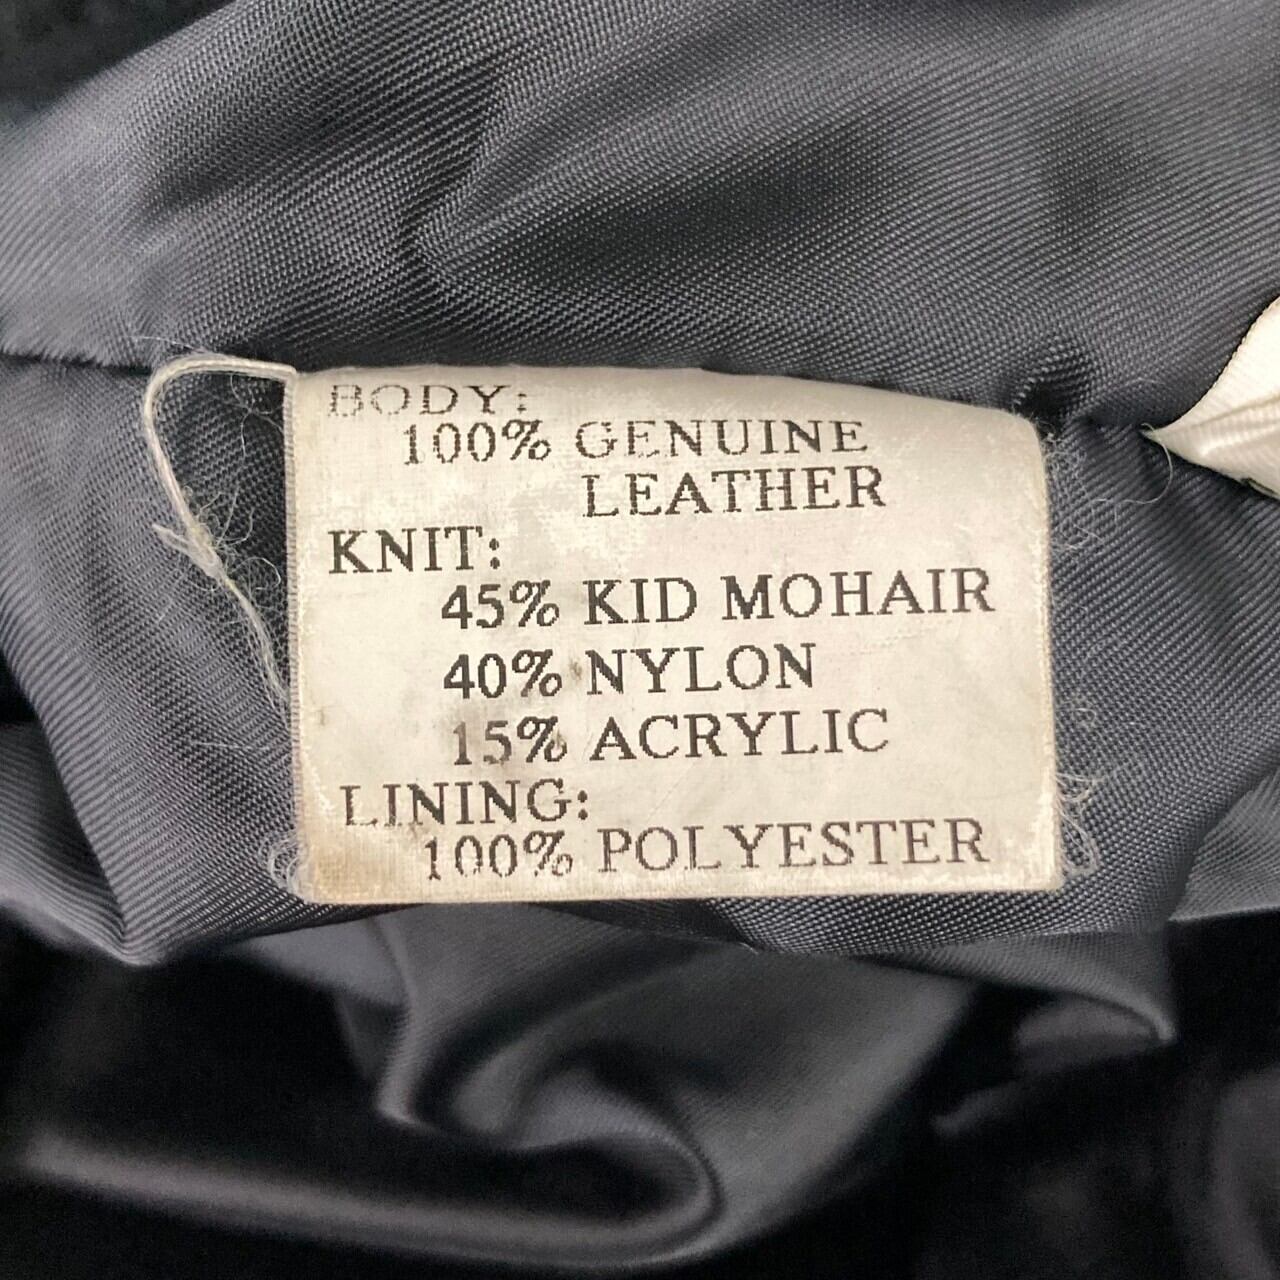 BODY:
100% GENUINE
LEATHER
KNIT:
45% KID MOHAIR
40% NYLON
15% ACRYLIC
LINING:
100% POLYESTER